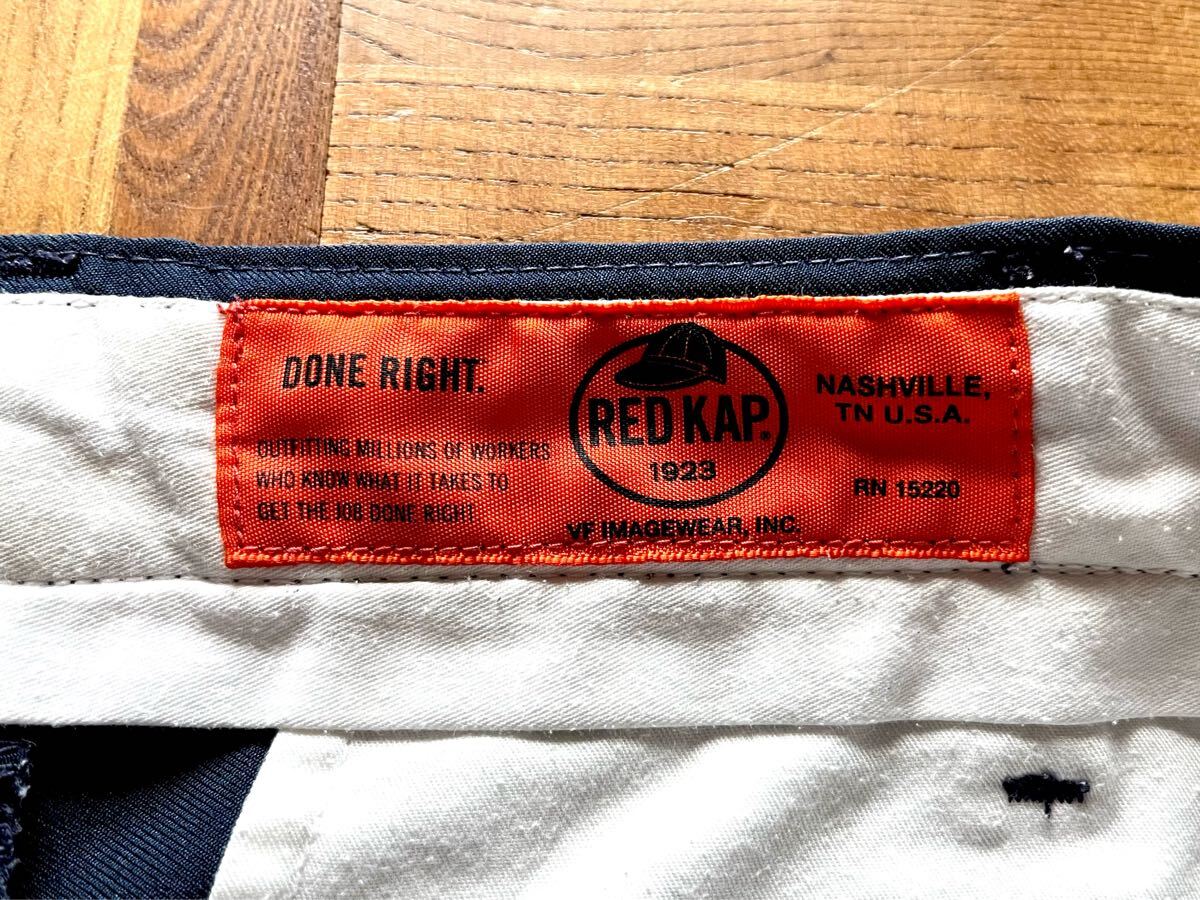 DONE RIGHT.
OUTFITTING MILLIONS OF WORKERS
WHO KNOW WHAT IT TAKES TO
GET THE JOB DONE RIGHT
RED KAP.
1923
VF IMAGEWEAR, INC.
NASHVILLE,
TN U.S.A.
RN 15220